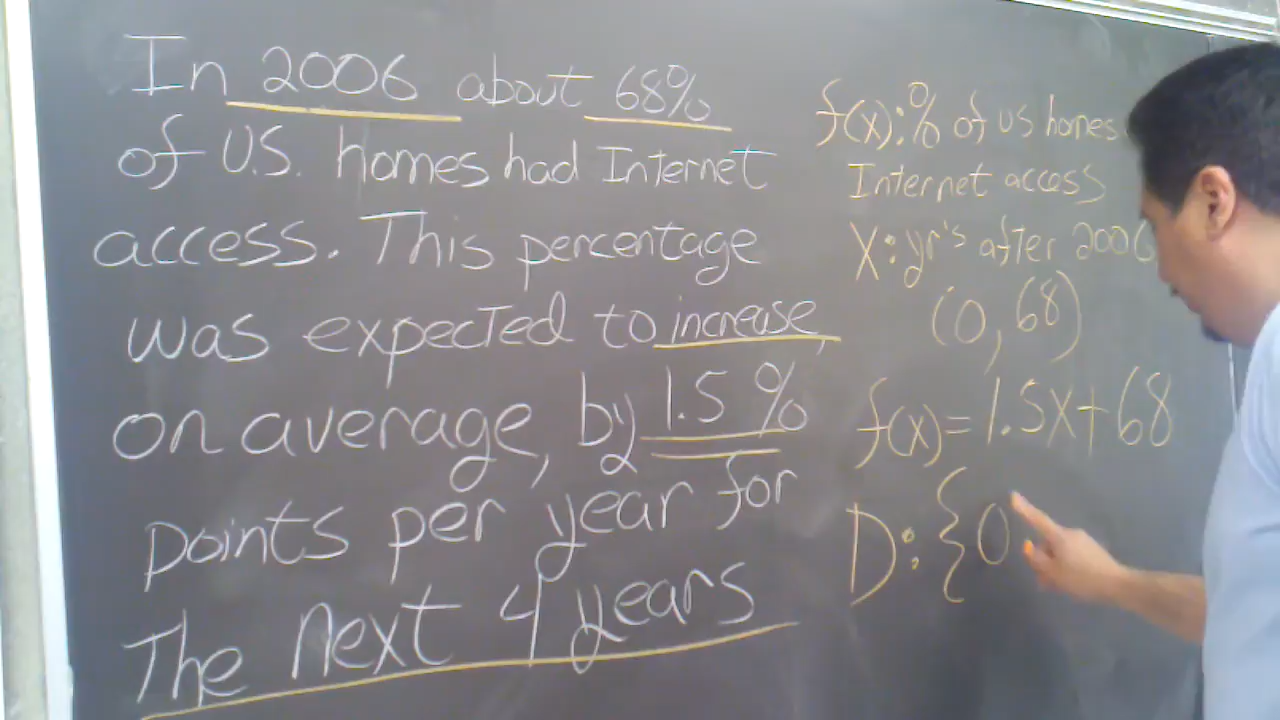 In 2006 about 68%
of U.S. homes had Internet
access. This percentage
was expected to increase,
on average, by 1.5 %
points per year for
The next 4 years
f(x): % of US homes
Internet access
X: yr's after 2006
(0, 68)
f(x) = 1.5x + 68
D: { 0